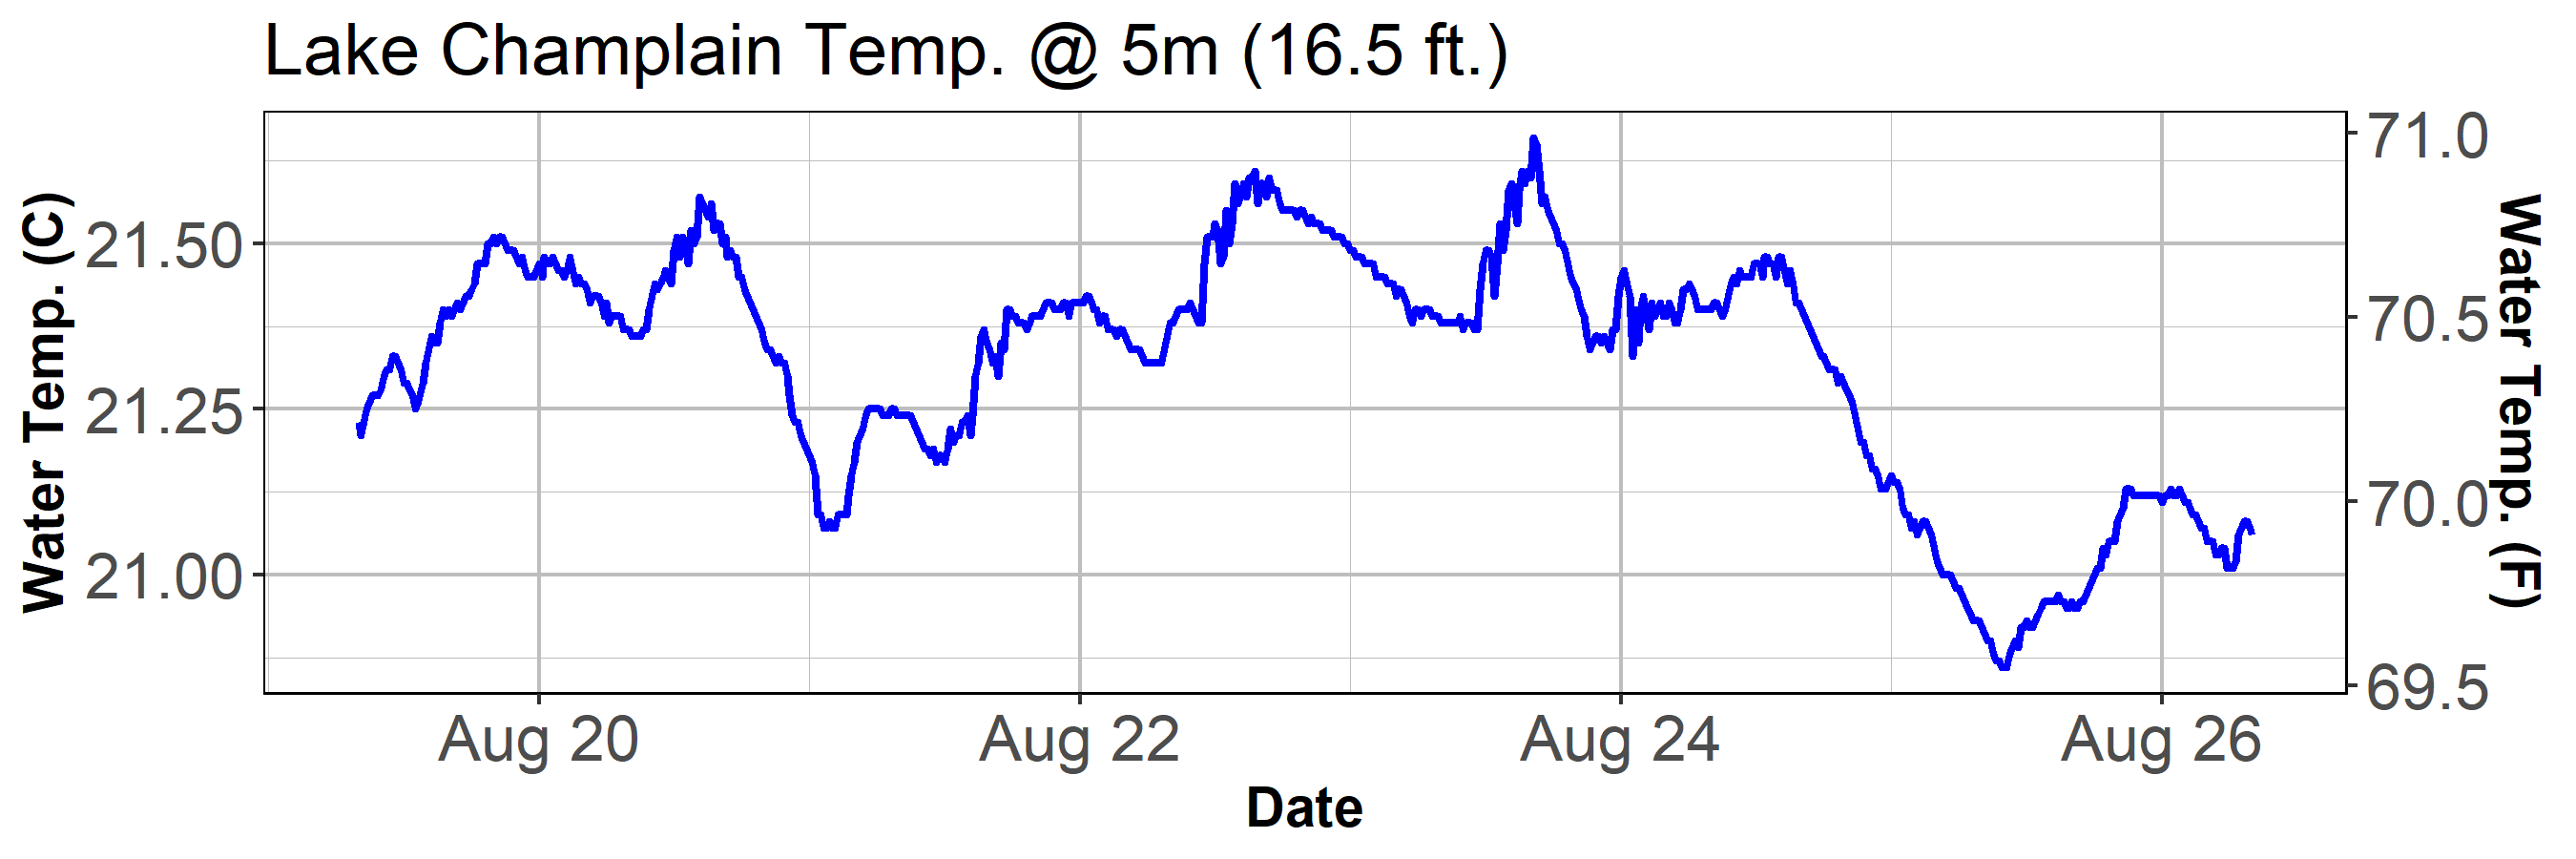 Lake Champlain Temp. @ 5m (16.5 ft.)
Water Temp. (C)
21.50
21.25
21.00
71.0
70.5
70.0
69.5
Water Temp. (F)
Aug 20
Aug 22
Aug 24
Aug 26
Date